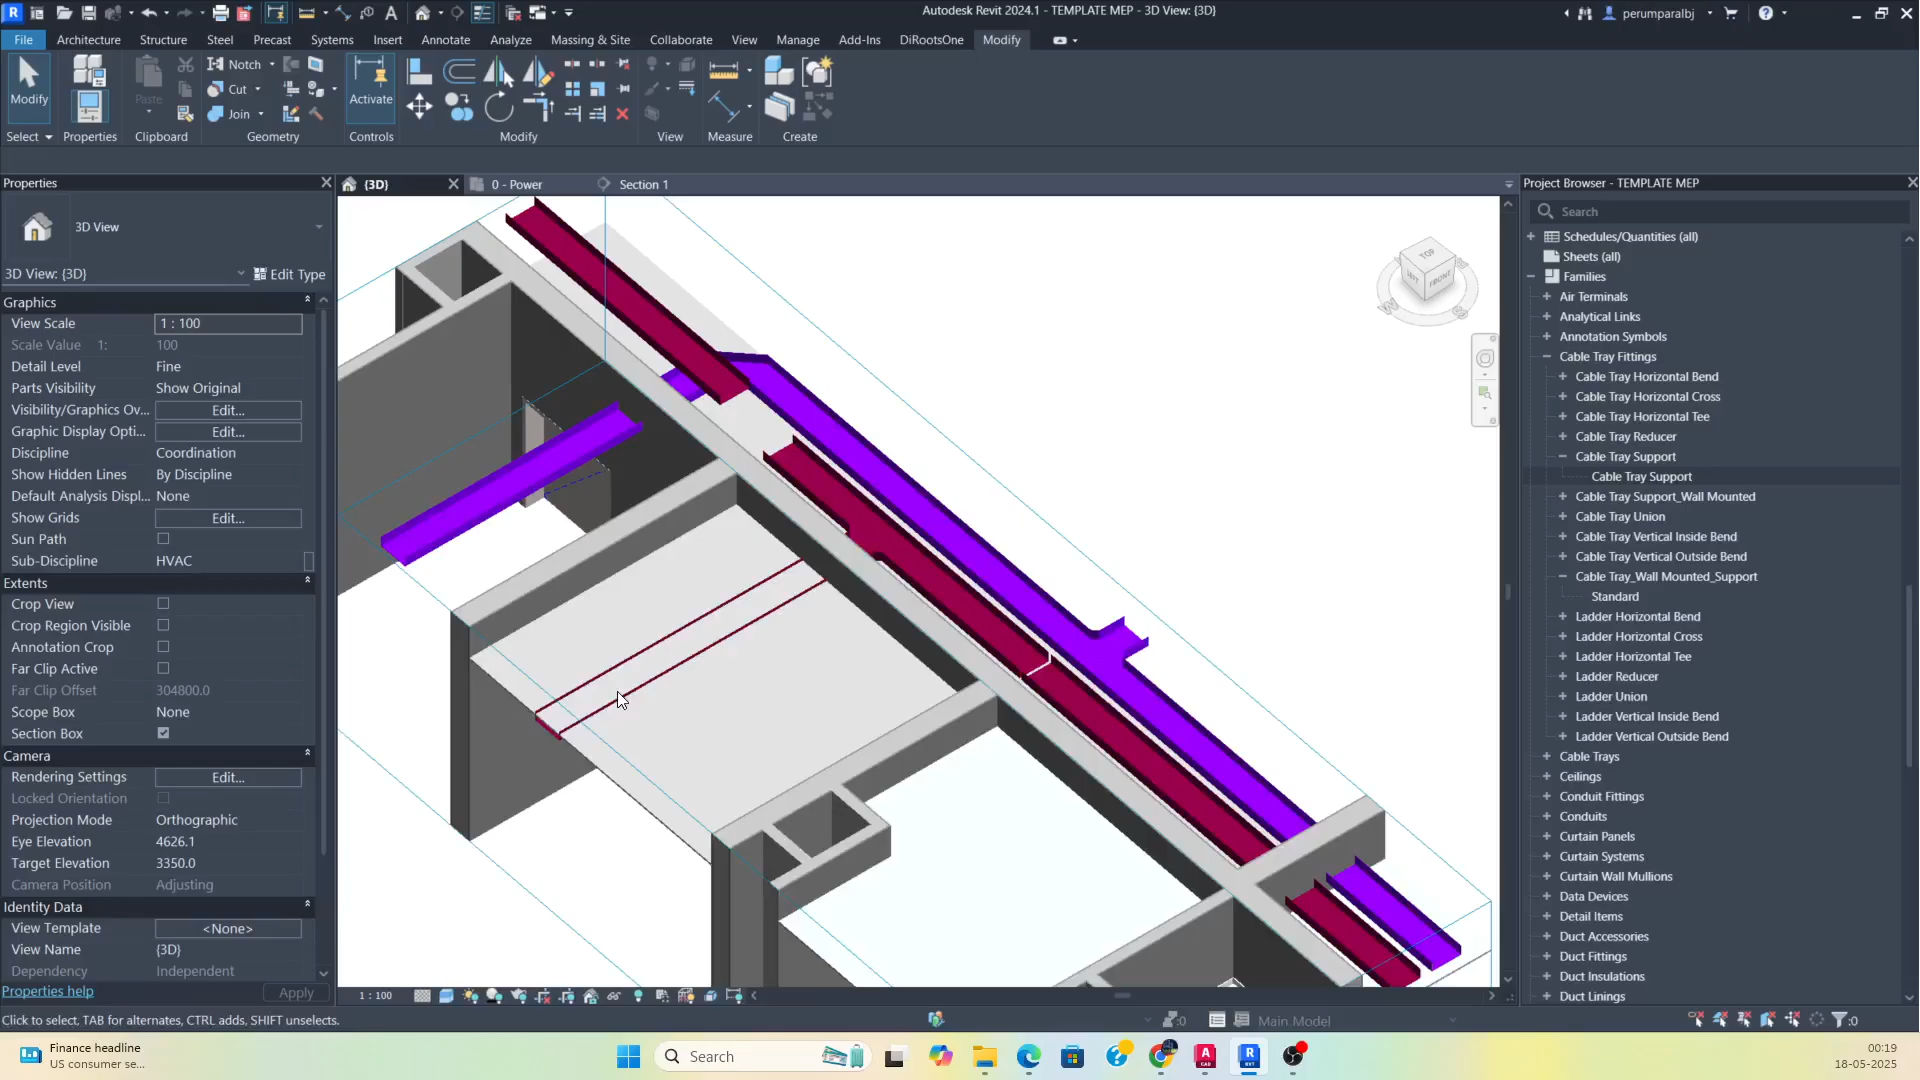 Autodesk Revit 2024.1 - TEMPLATE MEP - 3D View: {3D}
perumparalbj
File
Architecture
Structure
Steel
Precast
Systems
Insert
Annotate
Analyze
Massing & Site
Collaborate
View
Manage
Add-Ins
DiRootsOne
Modify
Modify
Paste
Notch
Cut
Join
Activate
Select
Properties
Clipboard
Geometry
Controls
Modify
View
Measure
Create
Properties
{3D}
0 - Power
Section 1
Project Browser - TEMPLATE MEP
3D View
3D View: {3D}
Edit Type
Graphics
View Scale
1 : 100
Scale Value 1:
100
Detail Level
Fine
Parts Visibility
Show Original
Visibility/Graphics Ov...
Edit...
Graphic Display Opti...
Edit...
Discipline
Coordination
Show Hidden Lines
By Discipline
Default Analysis Displ...
None
Show Grids
Edit...
Sun Path
Sub-Discipline
HVAC
Extents
Crop View
Crop Region Visible
Annotation Crop
Far Clip Active
Far Clip Offset
304800.0
Scope Box
None
Section Box
Camera
Rendering Settings
Edit...
Locked Orientation
Projection Mode
Orthographic
Eye Elevation
4626.1
Target Elevation
3350.0
Camera Position
Adjusting
Identity Data
View Template
<None>
View Name
{3D}
Dependency
Independent
Properties help
Apply
TOP
LEFT
FRONT
W
1 : 100
Search
Schedules/Quantities (all)
Sheets (all)
Families
Air Terminals
Analytical Links
Annotation Symbols
Cable Tray Fittings
Cable Tray Horizontal Bend
Cable Tray Horizontal Cross
Cable Tray Horizontal Tee
Cable Tray Reducer
Cable Tray Support
Cable Tray Support
Cable Tray Support_Wall Mounted
Cable Tray Union
Cable Tray Vertical Inside Bend
Cable Tray Vertical Outside Bend
Cable Tray_Wall Mounted_Support
Standard
Ladder Horizontal Bend
Ladder Horizontal Cross
Ladder Horizontal Tee
Ladder Reducer
Ladder Union
Ladder Vertical Inside Bend
Ladder Vertical Outside Bend
Cable Trays
Ceilings
Conduit Fittings
Conduits
Curtain Panels
Curtain Systems
Curtain Wall Mullions
Data Devices
Detail Items
Duct Accessories
Duct Fittings
Duct Insulations
Duct Linings
Click to select, TAB for alternates, CTRL adds, SHIFT unselects.
:0
Main Model
:0
Finance headline
US consumer se...
Search
00:19
18-05-2025